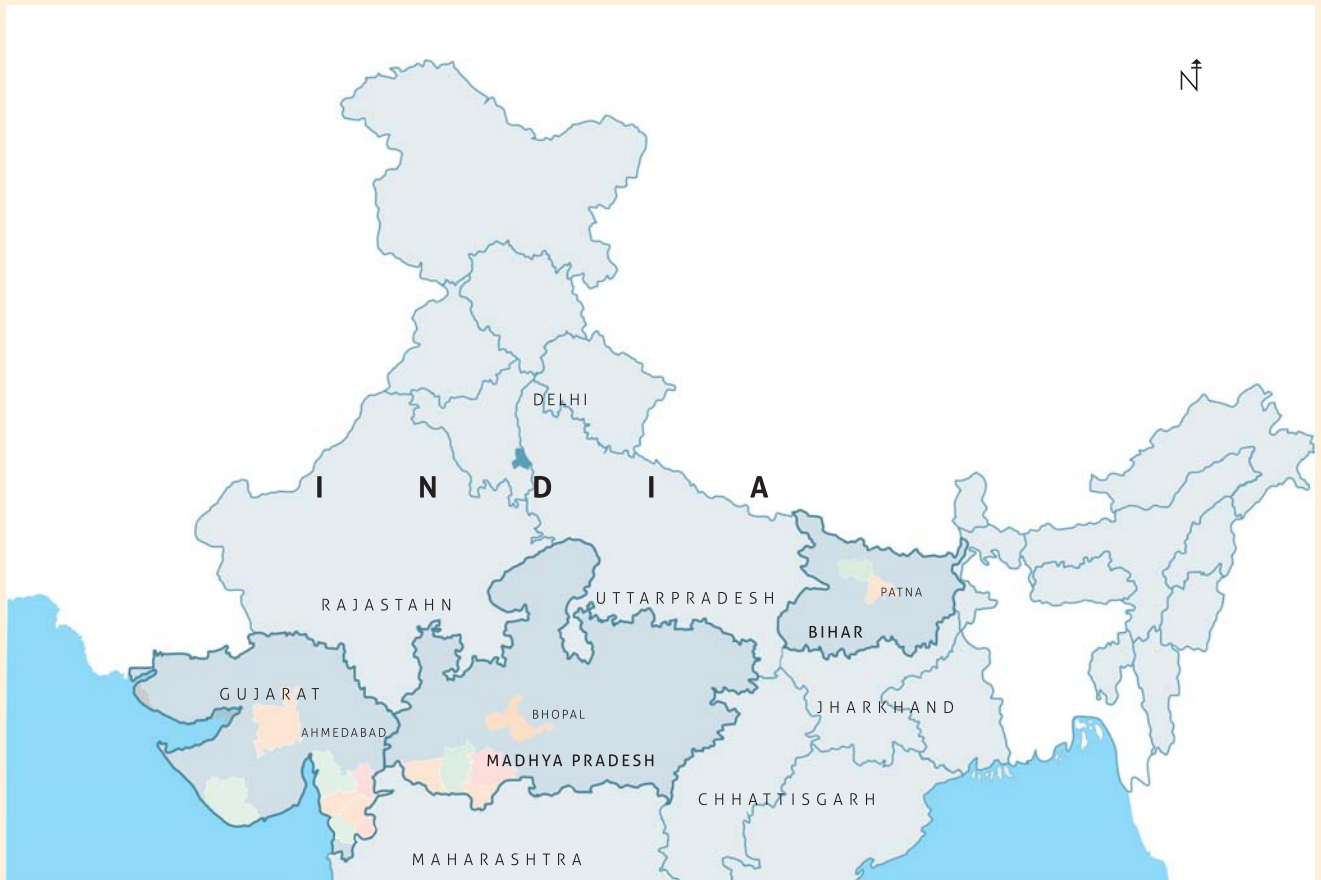 N
DELHI
I N D I A
RAJASTAHN
UTTARPRADESH
PATNA
BIHAR
GUJARAT
AHMEDABAD
BHOPAL
MADHYA PRADESH
JHARKHAND
CHHATTISGARH
MAHARASHTRA